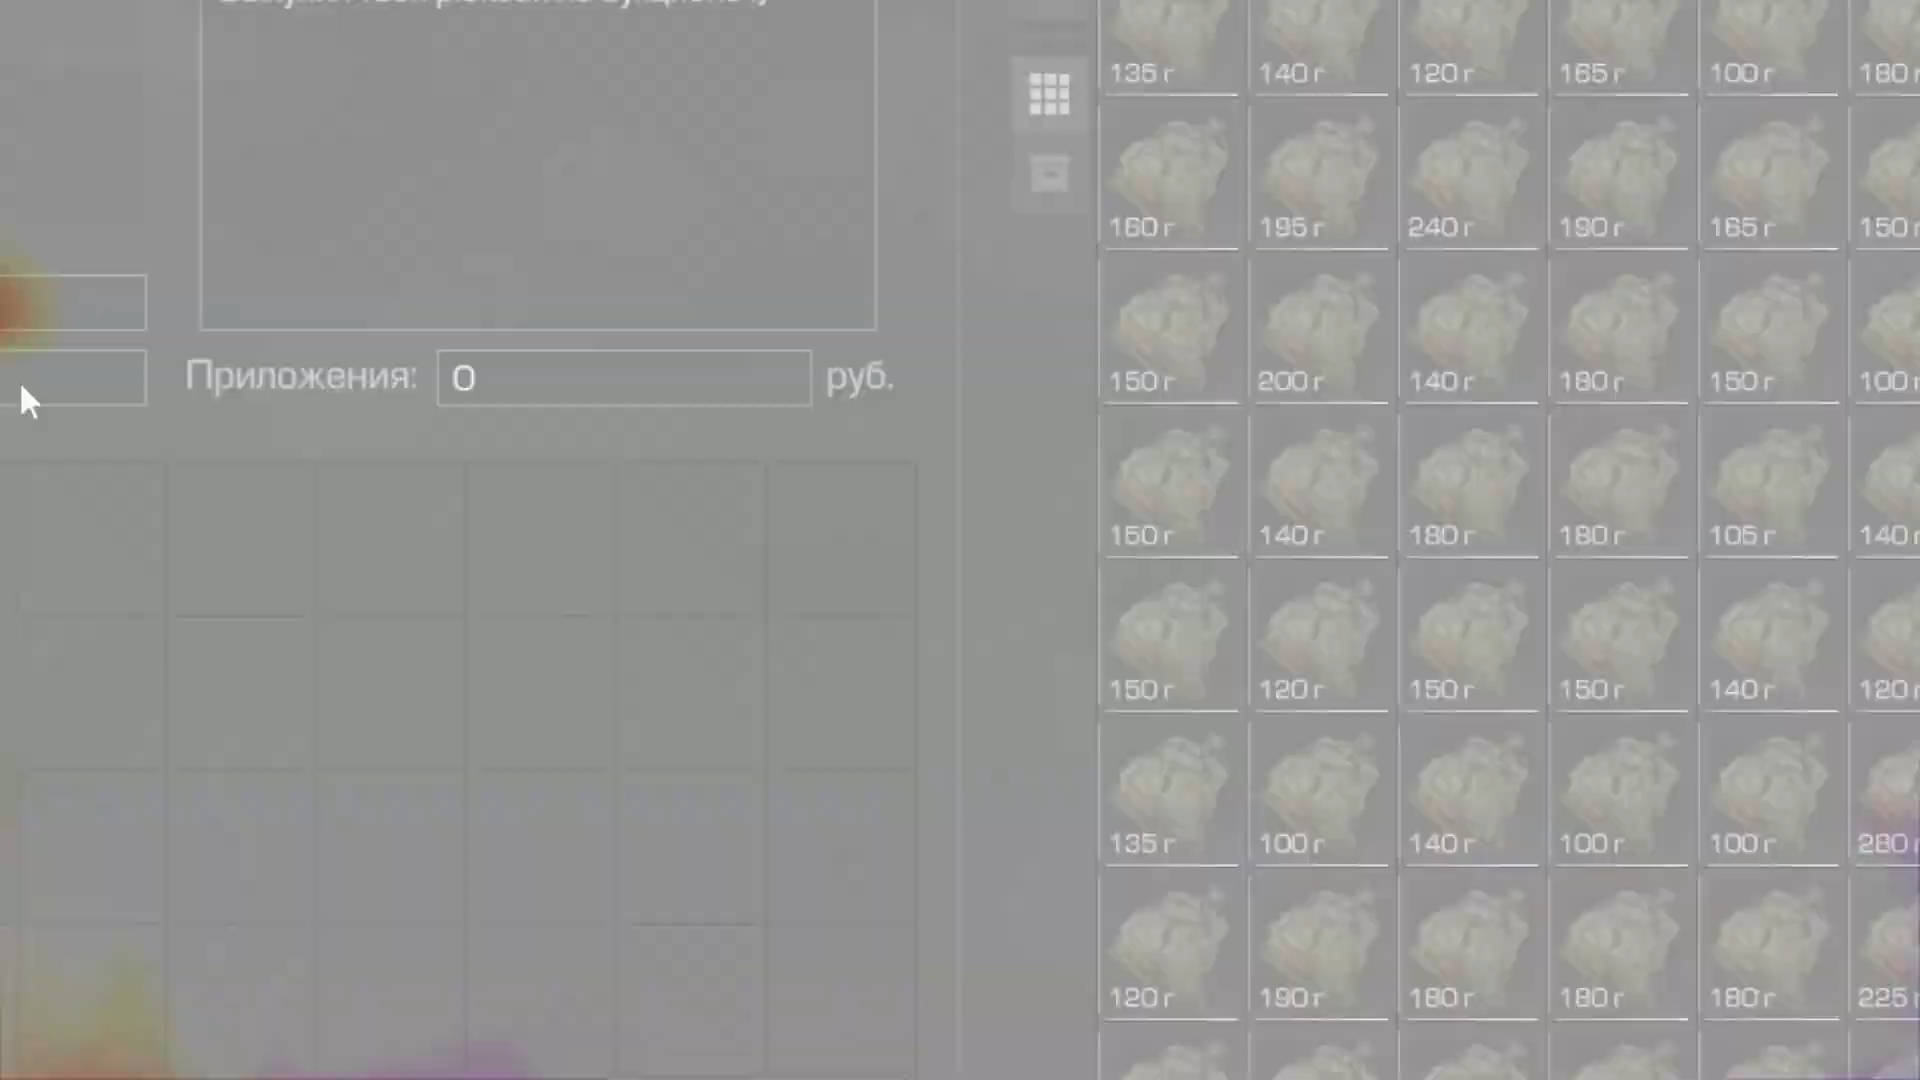 135 г 140 г 120 г 165 г 100 г 180 г
160 г 195 г 240 г 190 г 165 г 150 г
Приложения: 0 руб.
150 г 200 г 140 г 180 г 150 г 100 г
150 г 140 г 180 г 180 г 105 г 140 г
150 г 120 г 150 г 150 г 140 г 120 г
135 г 100 г 140 г 100 г 100 г 280
120 г 190 г 180 г 180 г 180 г 225